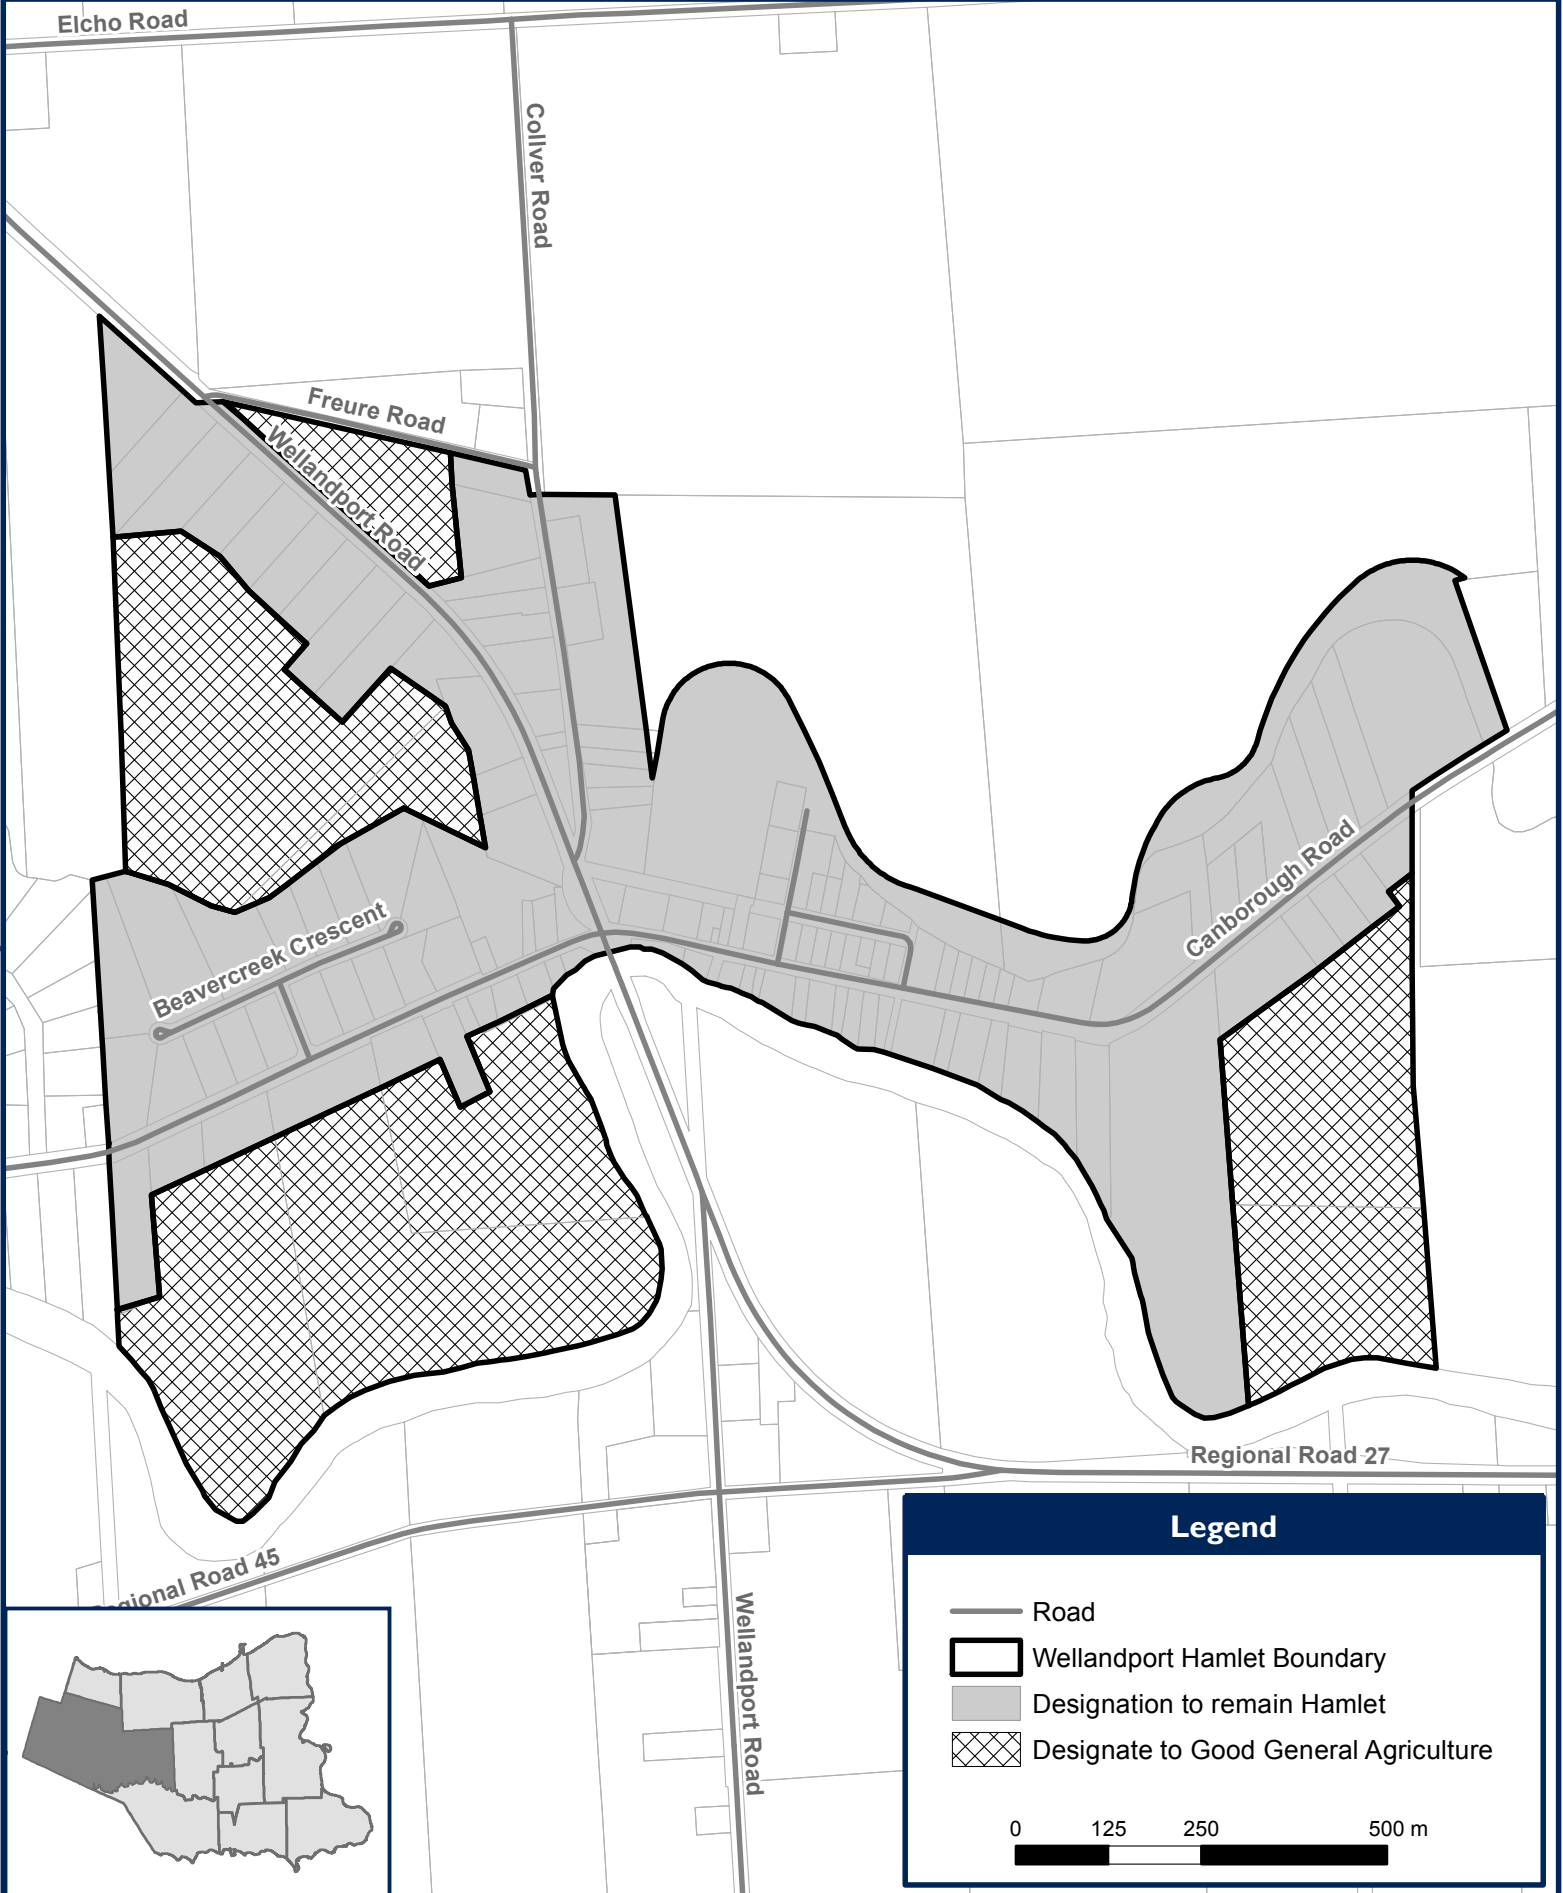 Elcho Road
Collver Road
Freure Road
Wellandport Road
Canborough Road
Beavercreek Crescent
Regional Road 27
Regional Road 45
Wellandport Road
Legend
Road
Wellandport Hamlet Boundary
Designation to remain Hamlet
Designate to Good General Agriculture
0 125 250 500 m